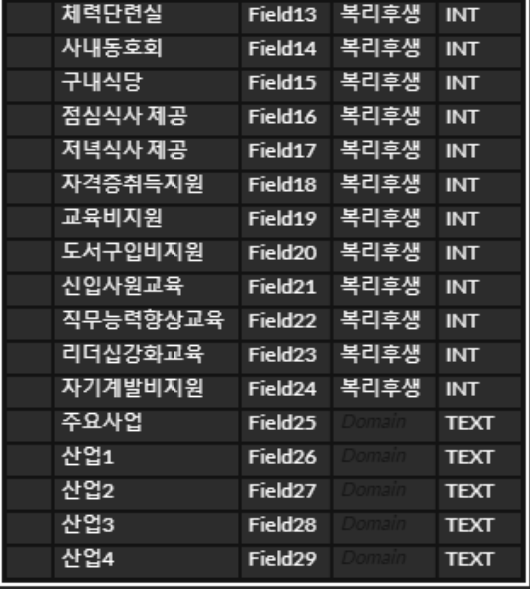 체력단련실 Field13 복리후생 INT
사내동호회 Field14 복리후생 INT
구내식당 Field15 복리후생 INT
점심식사 제공 Field16 복리후생 INT
저녁식사 제공 Field17 복리후생 INT
자격증취득지원 Field18 복리후생 INT
교육비지원 Field19 복리후생 INT
도서구입비지원 Field20 복리후생 INT
신입사원교육 Field21 복리후생 INT
직무능력향상교육 Field22 복리후생 INT
리더십강화교육 Field23 복리후생 INT
자기계발비지원 Field24 복리후생 INT
주요사업 Field25 Domain TEXT
산업1 Field26 Domain TEXT
산업2 Field27 Domain TEXT
산업3 Field28 Domain TEXT
산업4 Field29 Domain TEXT